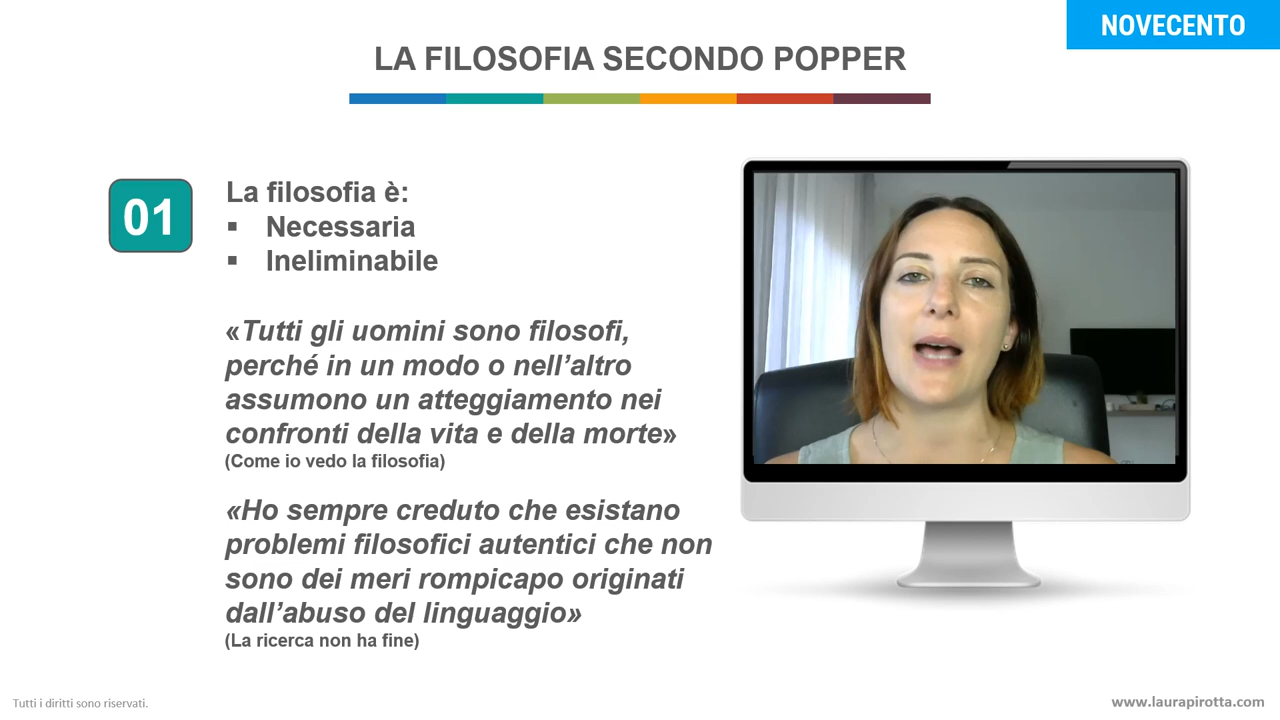 NOVECENTO
LA FILOSOFIA SECONDO POPPER
01
La filosofia è:
▪ Necessaria
▪ Ineliminabile
«Tutti gli uomini sono filosofi,
perché in un modo o nell’altro
assumono un atteggiamento nei
confronti della vita e della morte»
(Come io vedo la filosofia)
«Ho sempre creduto che esistano
problemi filosofici autentici che non
sono dei meri rompicapo originati
dall’abuso del linguaggio»
(La ricerca non ha fine)
Tutti i diritti sono riservati.
www.laurapirotta.com